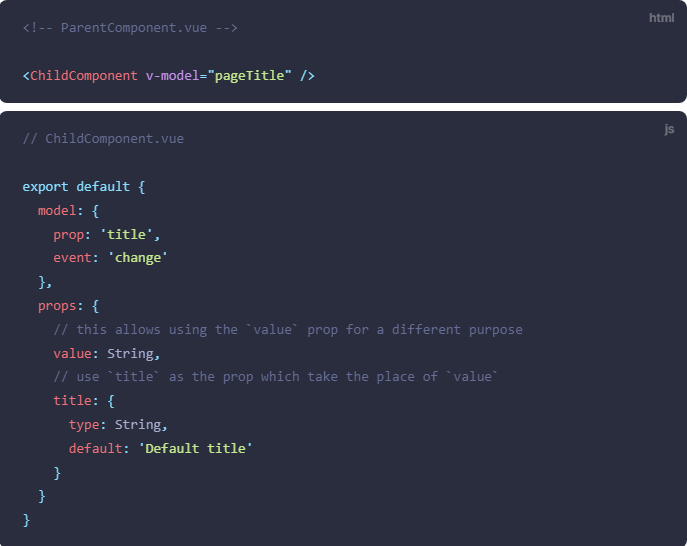 html
<!-- ParentComponent.vue -->
<ChildComponent v-model="pageTitle" />
js
// ChildComponent.vue
export default {
  model: {
    prop: 'title',
    event: 'change'
  },
  props: {
    // this allows using the `value` prop for a different purpose
    value: String,
    // use `title` as the prop which take the place of `value`
    title: {
      type: String,
      default: 'Default title'
    }
  }
}